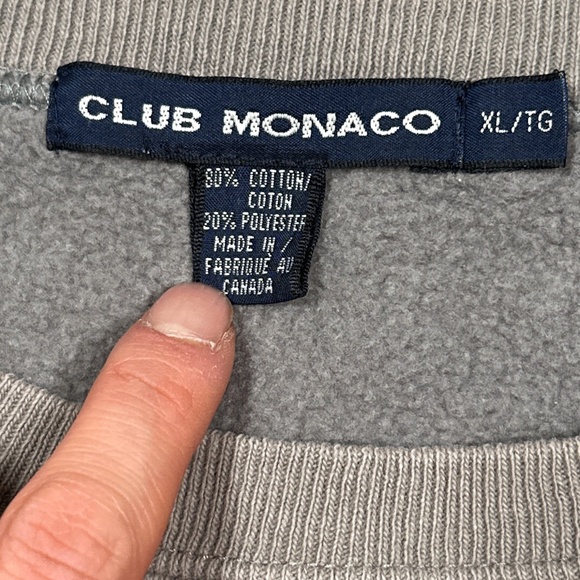 CLUB MONACO XL/TG
80% COTTON/
COTON
20% POLYESTER
MADE IN /
FABRIQUÉ AU
CANADA